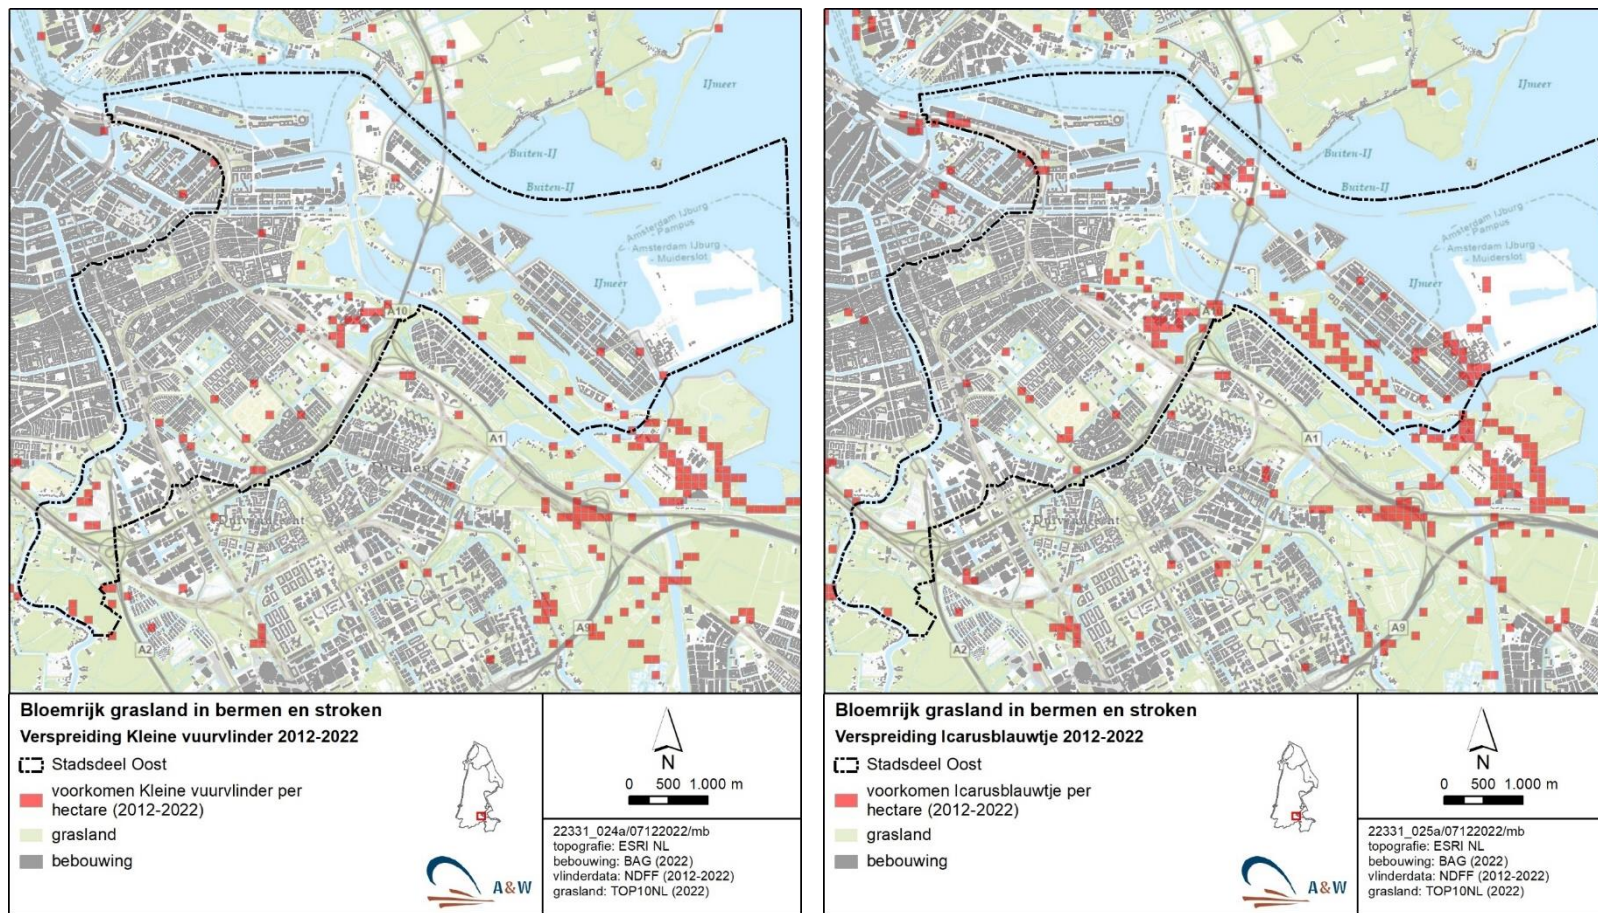 IJmeer
Buiten-IJ
Buiten-IJ
Amsterdam IJburg
- Pampus
Amsterdam IJburg
- Muiderslot
IJmeer
A10
A1
Diemen
Duivendrecht
A9
A2
Bloemrijk grasland in bermen en stroken
Verspreiding Kleine vuurvlinder 2012-2022
Stadsdeel Oost
voorkomen Kleine vuurvlinder per
hectare (2012-2022)
grasland
bebouwing
N
0 500 1.000 m
22331_024a/07122022/mb
topografie: ESRI NL
bebouwing: BAG (2022)
vlinderdata: NDFF (2012-2022)
grasland: TOP10NL (2022)
A&W
IJmeer
Buiten-IJ
Buiten-IJ
Amsterdam IJburg
- Pampus
Amsterdam IJburg
- Muiderslot
IJmeer
A1
A9
A2
Bloemrijk grasland in bermen en stroken
Verspreiding Icarusblauwtje 2012-2022
Stadsdeel Oost
voorkomen Icarusblauwtje per
hectare (2012-2022)
grasland
bebouwing
N
0 500 1.000 m
22331_025a/07122022/mb
topografie: ESRI NL
bebouwing: BAG (2022)
vlinderdata: NDFF (2012-2022)
grasland: TOP10NL (2022)
A&W